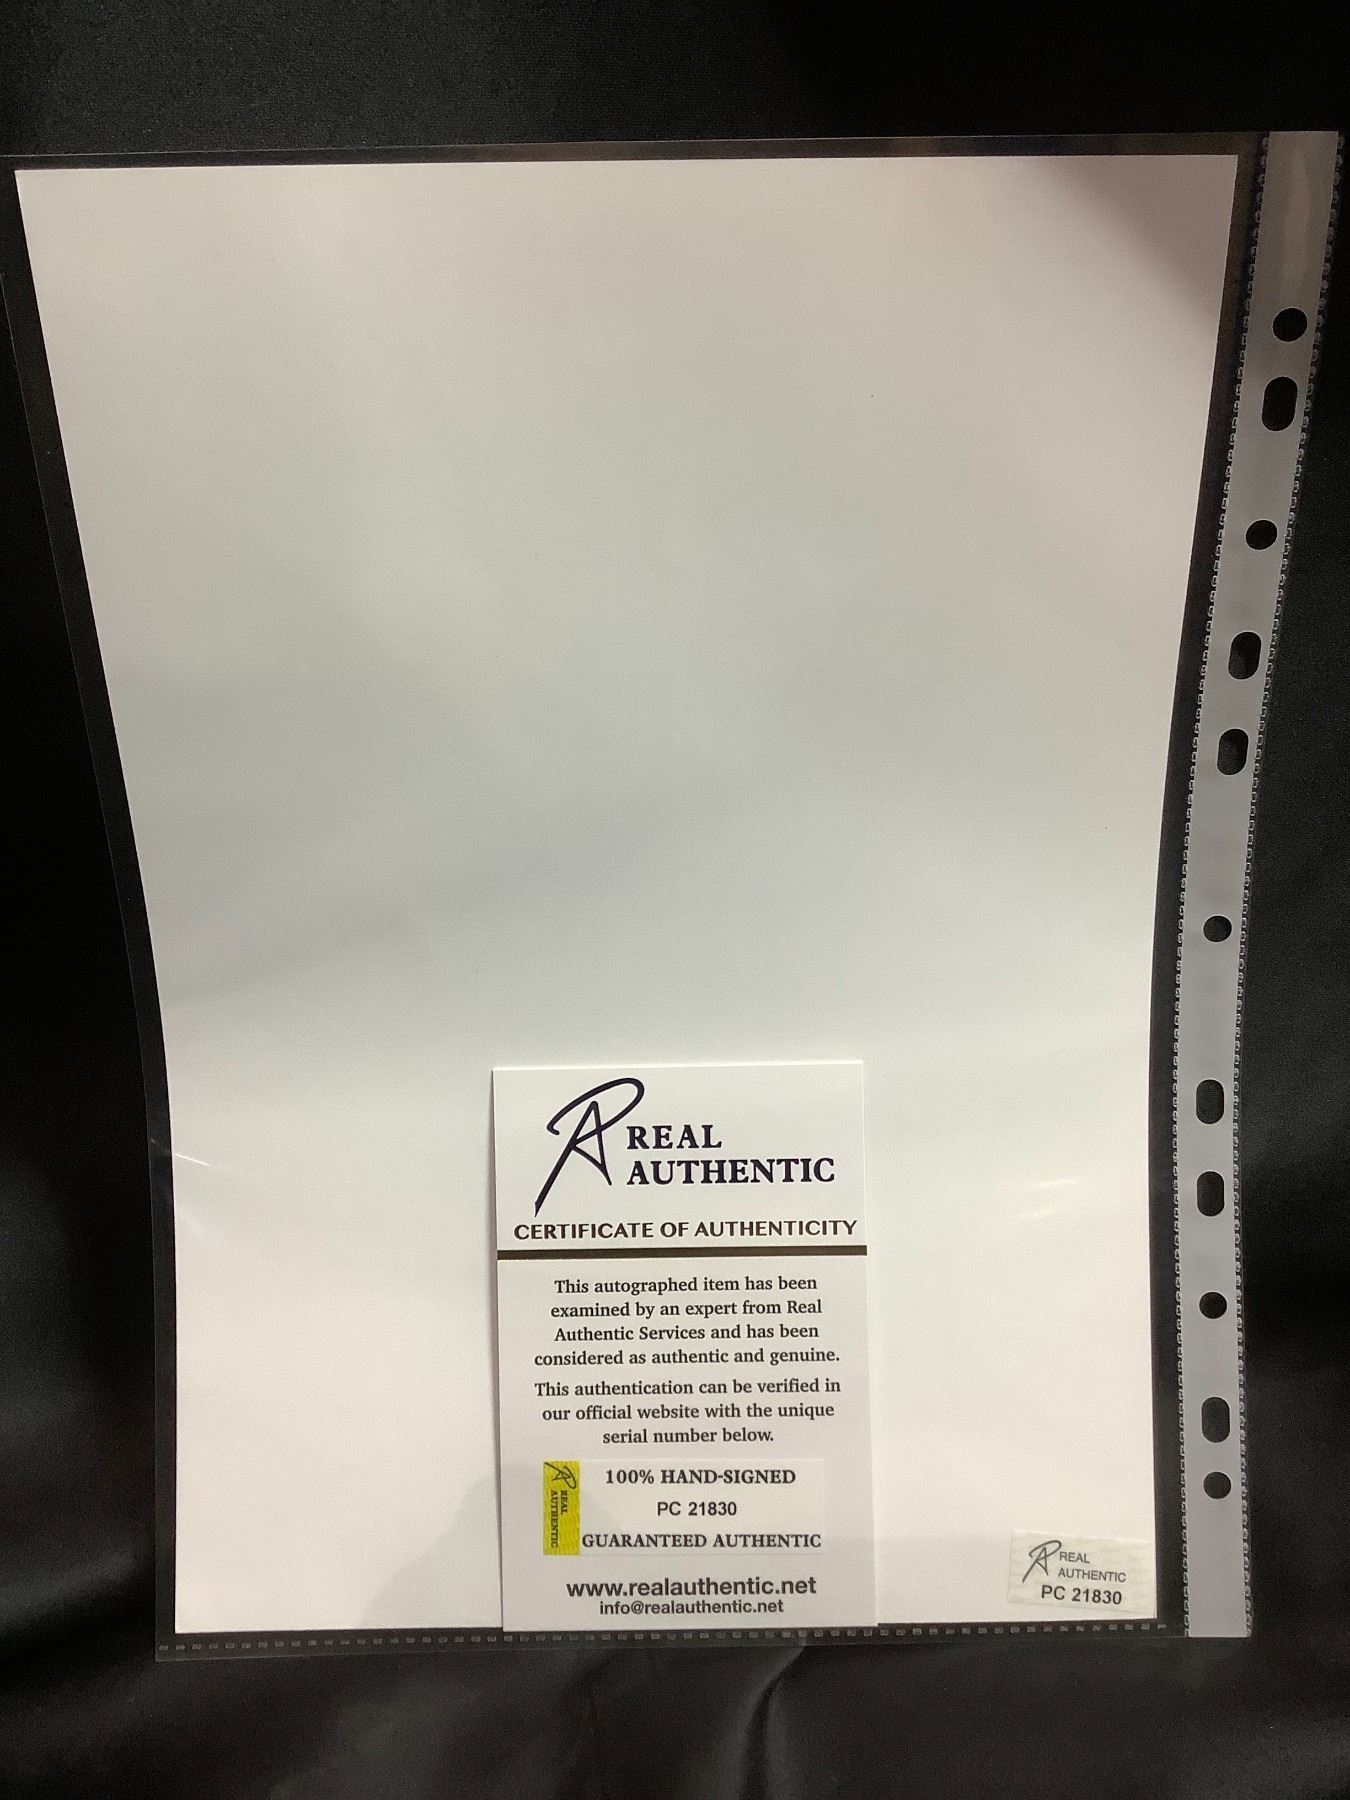 REAL
AUTHENTIC
CERTIFICATE OF AUTHENTICITY
This autographed item has been
examined by an expert from Real
Authentic Services and has been
considered as authentic and genuine.
This authentication can be verified in
our official website with the unique
serial number below.
REAL
AUTHENTIC
100% HAND-SIGNED
PC 21830
GUARANTEED AUTHENTIC
www.realauthentic.net
info@realauthentic.net
REAL
AUTHENTIC
PC 21830